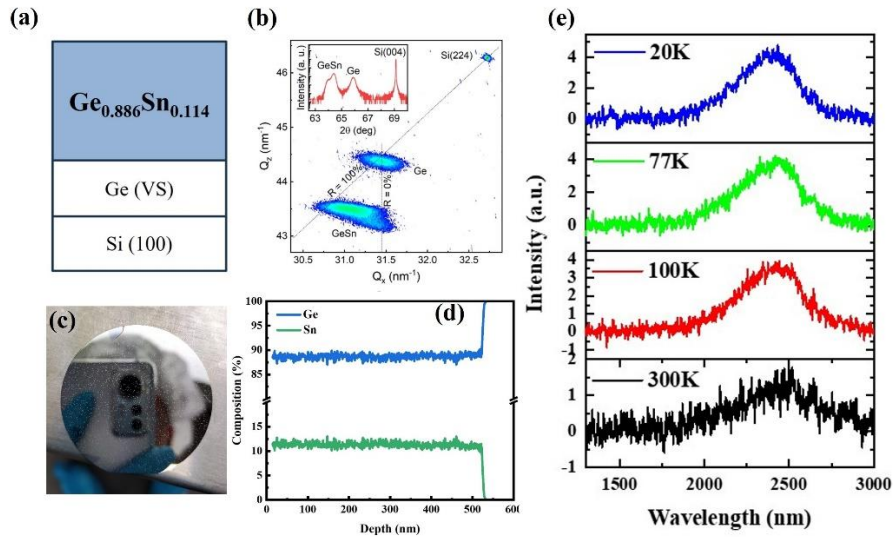 (a)
Ge0.886Sn0.114
Ge (VS)
Si (100)
(b)
Intensity (a. u.)
GeSn
Ge
Si(004)
63 65 67 69
2θ (deg)
Si(224)
R = 100%
R = 0%
Ge
GeSn
46
45
44
43
Qz (nm-1)
30.5 31.0 31.5 32.0 32.5
Qx (nm-1)
(c)
(d)
Ge
Sn
100
95
90
85
15
10
5
0
Composition (%)
0 100 200 300 400 500 600
Depth (nm)
(e)
20K
4
2
0
77K
4
2
0
100K
4
3
2
1
0
-1
300K
2
1
0
-1
Intensity (a.u.)
1500 2000 2500 3000
Wavelength (nm)